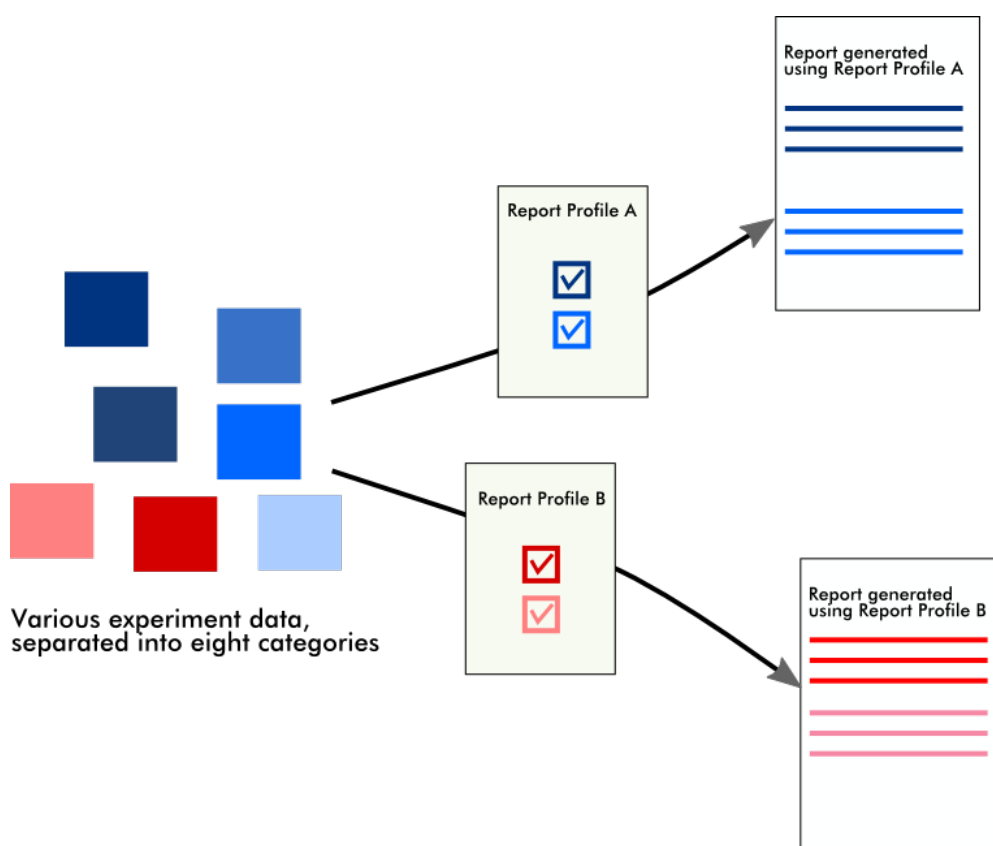 Report generated
using Report Profile A
Report Profile A
Report Profile B
Various experiment data,
separated into eight categories
Report generated
using Report Profile B